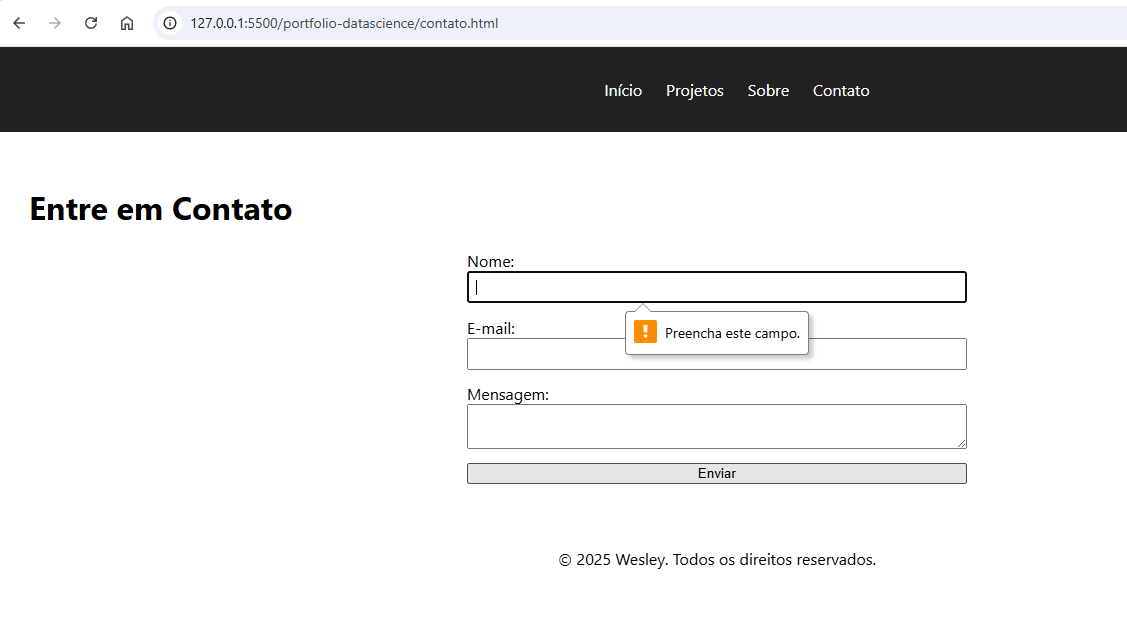 127.0.0.1:5500/portfolio-datascience/contato.html
Início Projetos Sobre Contato
Entre em Contato
Nome:
Preencha este campo.
E-mail:
Mensagem:
Enviar
© 2025 Wesley. Todos os direitos reservados.